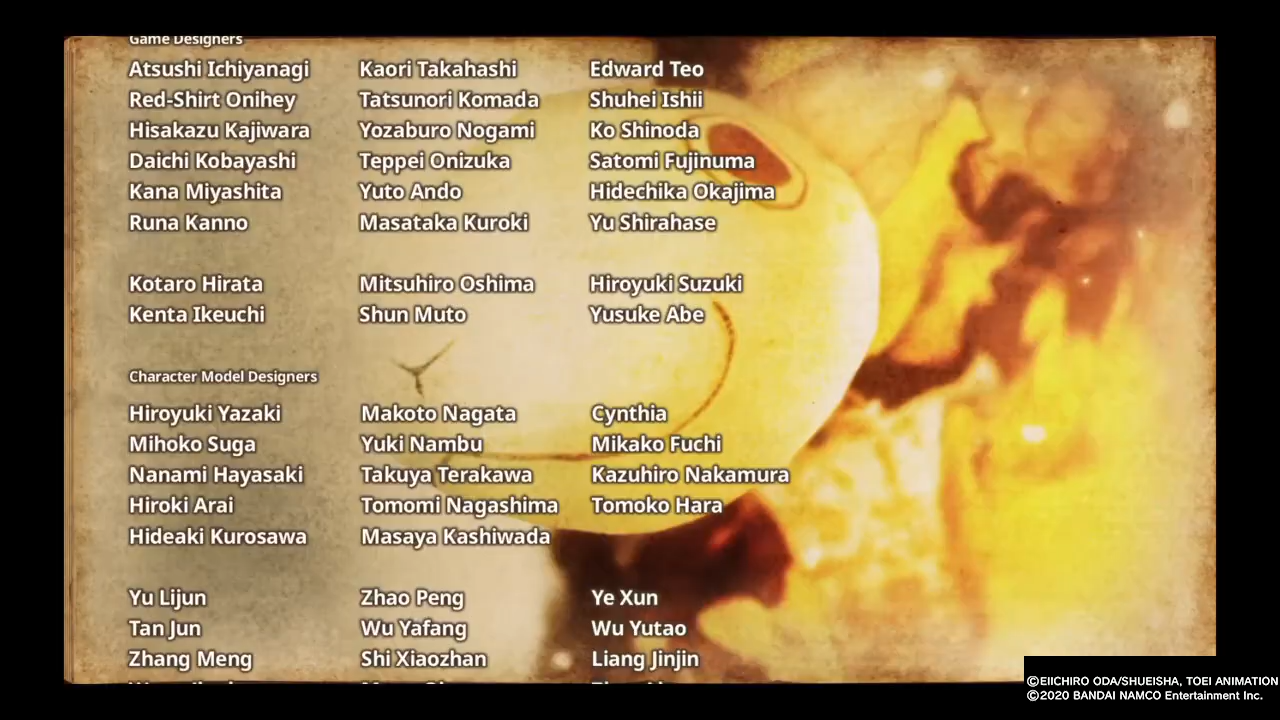 Game Designers
Atsushi Ichiyanagi Kaori Takahashi Edward Teo
Red-Shirt Onihey Tatsunori Komada Shuhei Ishii
Hisakazu Kajiwara Yozaburo Nogami Ko Shinoda
Daichi Kobayashi Teppei Onizuka Satomi Fujinuma
Kana Miyashita Yuto Ando Hidechika Okajima
Runa Kanno Masataka Kuroki Yu Shirahase
Kotaro Hirata Mitsuhiro Oshima Hiroyuki Suzuki
Kenta Ikeuchi Shun Muto Yusuke Abe
Character Model Designers
Hiroyuki Yazaki Makoto Nagata Cynthia
Mihoko Suga Yuki Nambu Mikako Fuchi
Nanami Hayasaki Takuya Terakawa Kazuhiro Nakamura
Hiroki Arai Tomomi Nagashima Tomoko Hara
Hideaki Kurosawa Masaya Kashiwada
Yu Lijun Zhao Peng Ye Xun
Tan Jun Wu Yafang Wu Yutao
Zhang Meng Shi Xiaozhan Liang Jinjin
©EIICHIRO ODA/SHUEISHA, TOEI ANIMATION
©2020 BANDAI NAMCO Entertainment Inc.